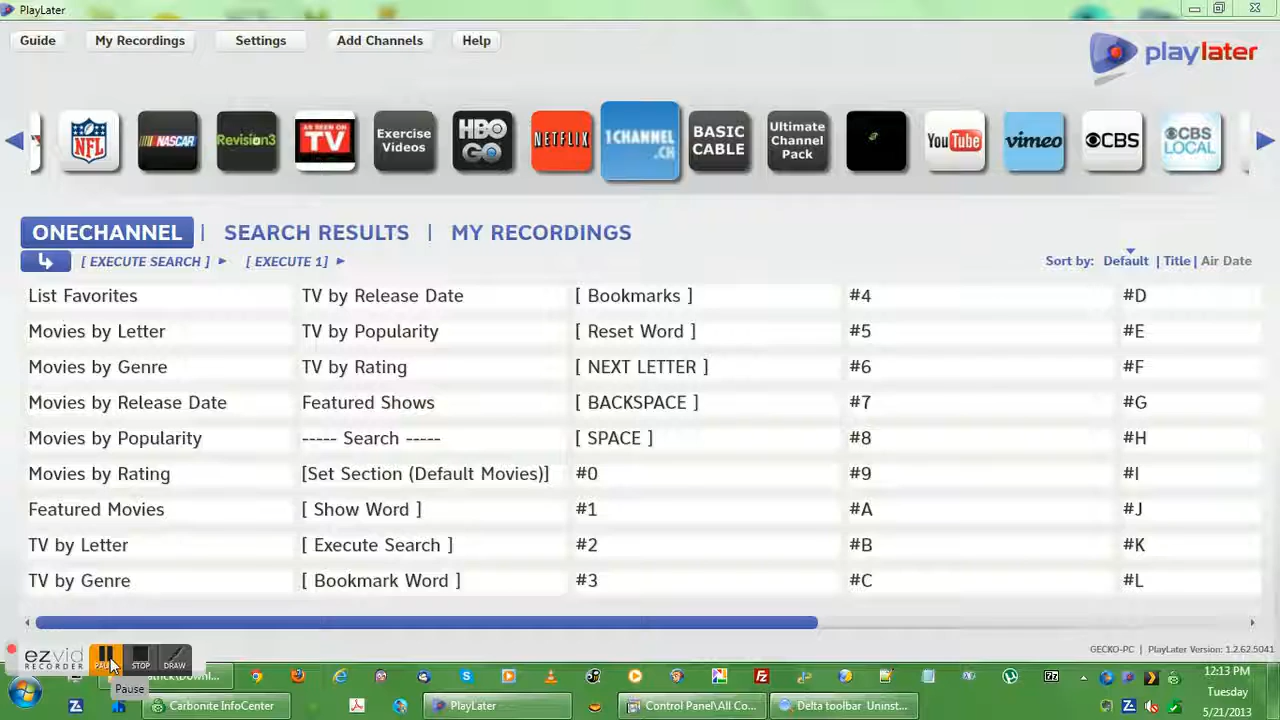 PlayLater
Guide My Recordings Settings Add Channels Help
playlater
NFL NASCAR Revision3 AS SEEN ON TV Exercise Videos HBO GO NETFLIX 1CHANNEL.CH BASIC CABLE Ultimate Channel Pack YouTube vimeo CBS CBS LOCAL
ONECHANNEL | SEARCH RESULTS | MY RECORDINGS
[ EXECUTE SEARCH ] [ EXECUTE 1] Sort by: Default | Title | Air Date
List Favorites TV by Release Date [ Bookmarks ] #4 #D
Movies by Letter TV by Popularity [ Reset Word ] #5 #E
Movies by Genre TV by Rating [ NEXT LETTER ] #6 #F
Movies by Release Date Featured Shows [ BACKSPACE ] #7 #G
Movies by Popularity ----- Search ----- [ SPACE ] #8 #H
Movies by Rating [Set Section (Default Movies)] #0 #9 #I
Featured Movies [ Show Word ] #1 #A #J
TV by Letter [ Execute Search ] #2 #B #K
TV by Genre [ Bookmark Word ] #3 #C #L
GECKO-PC | PlayLater Version: 1.2.62.5041
ezvid RECORDER STOP DRAW
Pause
12:13 PM
Tuesday
5/21/2013
Carbonite InfoCenter PlayLater Control Panel\All Co... Delta toolbar Uninst...